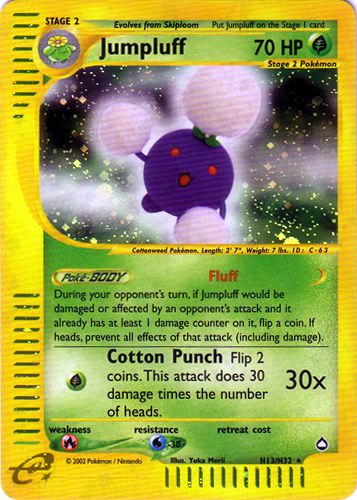 STAGE 2 Evolves from Skiploom Put Jumpluff on the Stage 1 card
Jumpluff 70 HP
Stage 2 Pokémon
Cottonweed Pokémon. Length: 2' 7", Weight: 7 lbs. ID: C-63
Poké-BODY Fluff
During your opponent's turn, if Jumpluff would be
damaged or affected by an opponent's attack and it
already has at least 1 damage counter on it, flip a coin. If
heads, prevent all effects of that attack (including damage).
Cotton Punch Flip 2
coins. This attack does 30
damage times the number
of heads.
30x
weakness resistance retreat cost
-30
©2002 Pokémon / Nintendo Illus. Yuka Morii H13/H32 ★
e